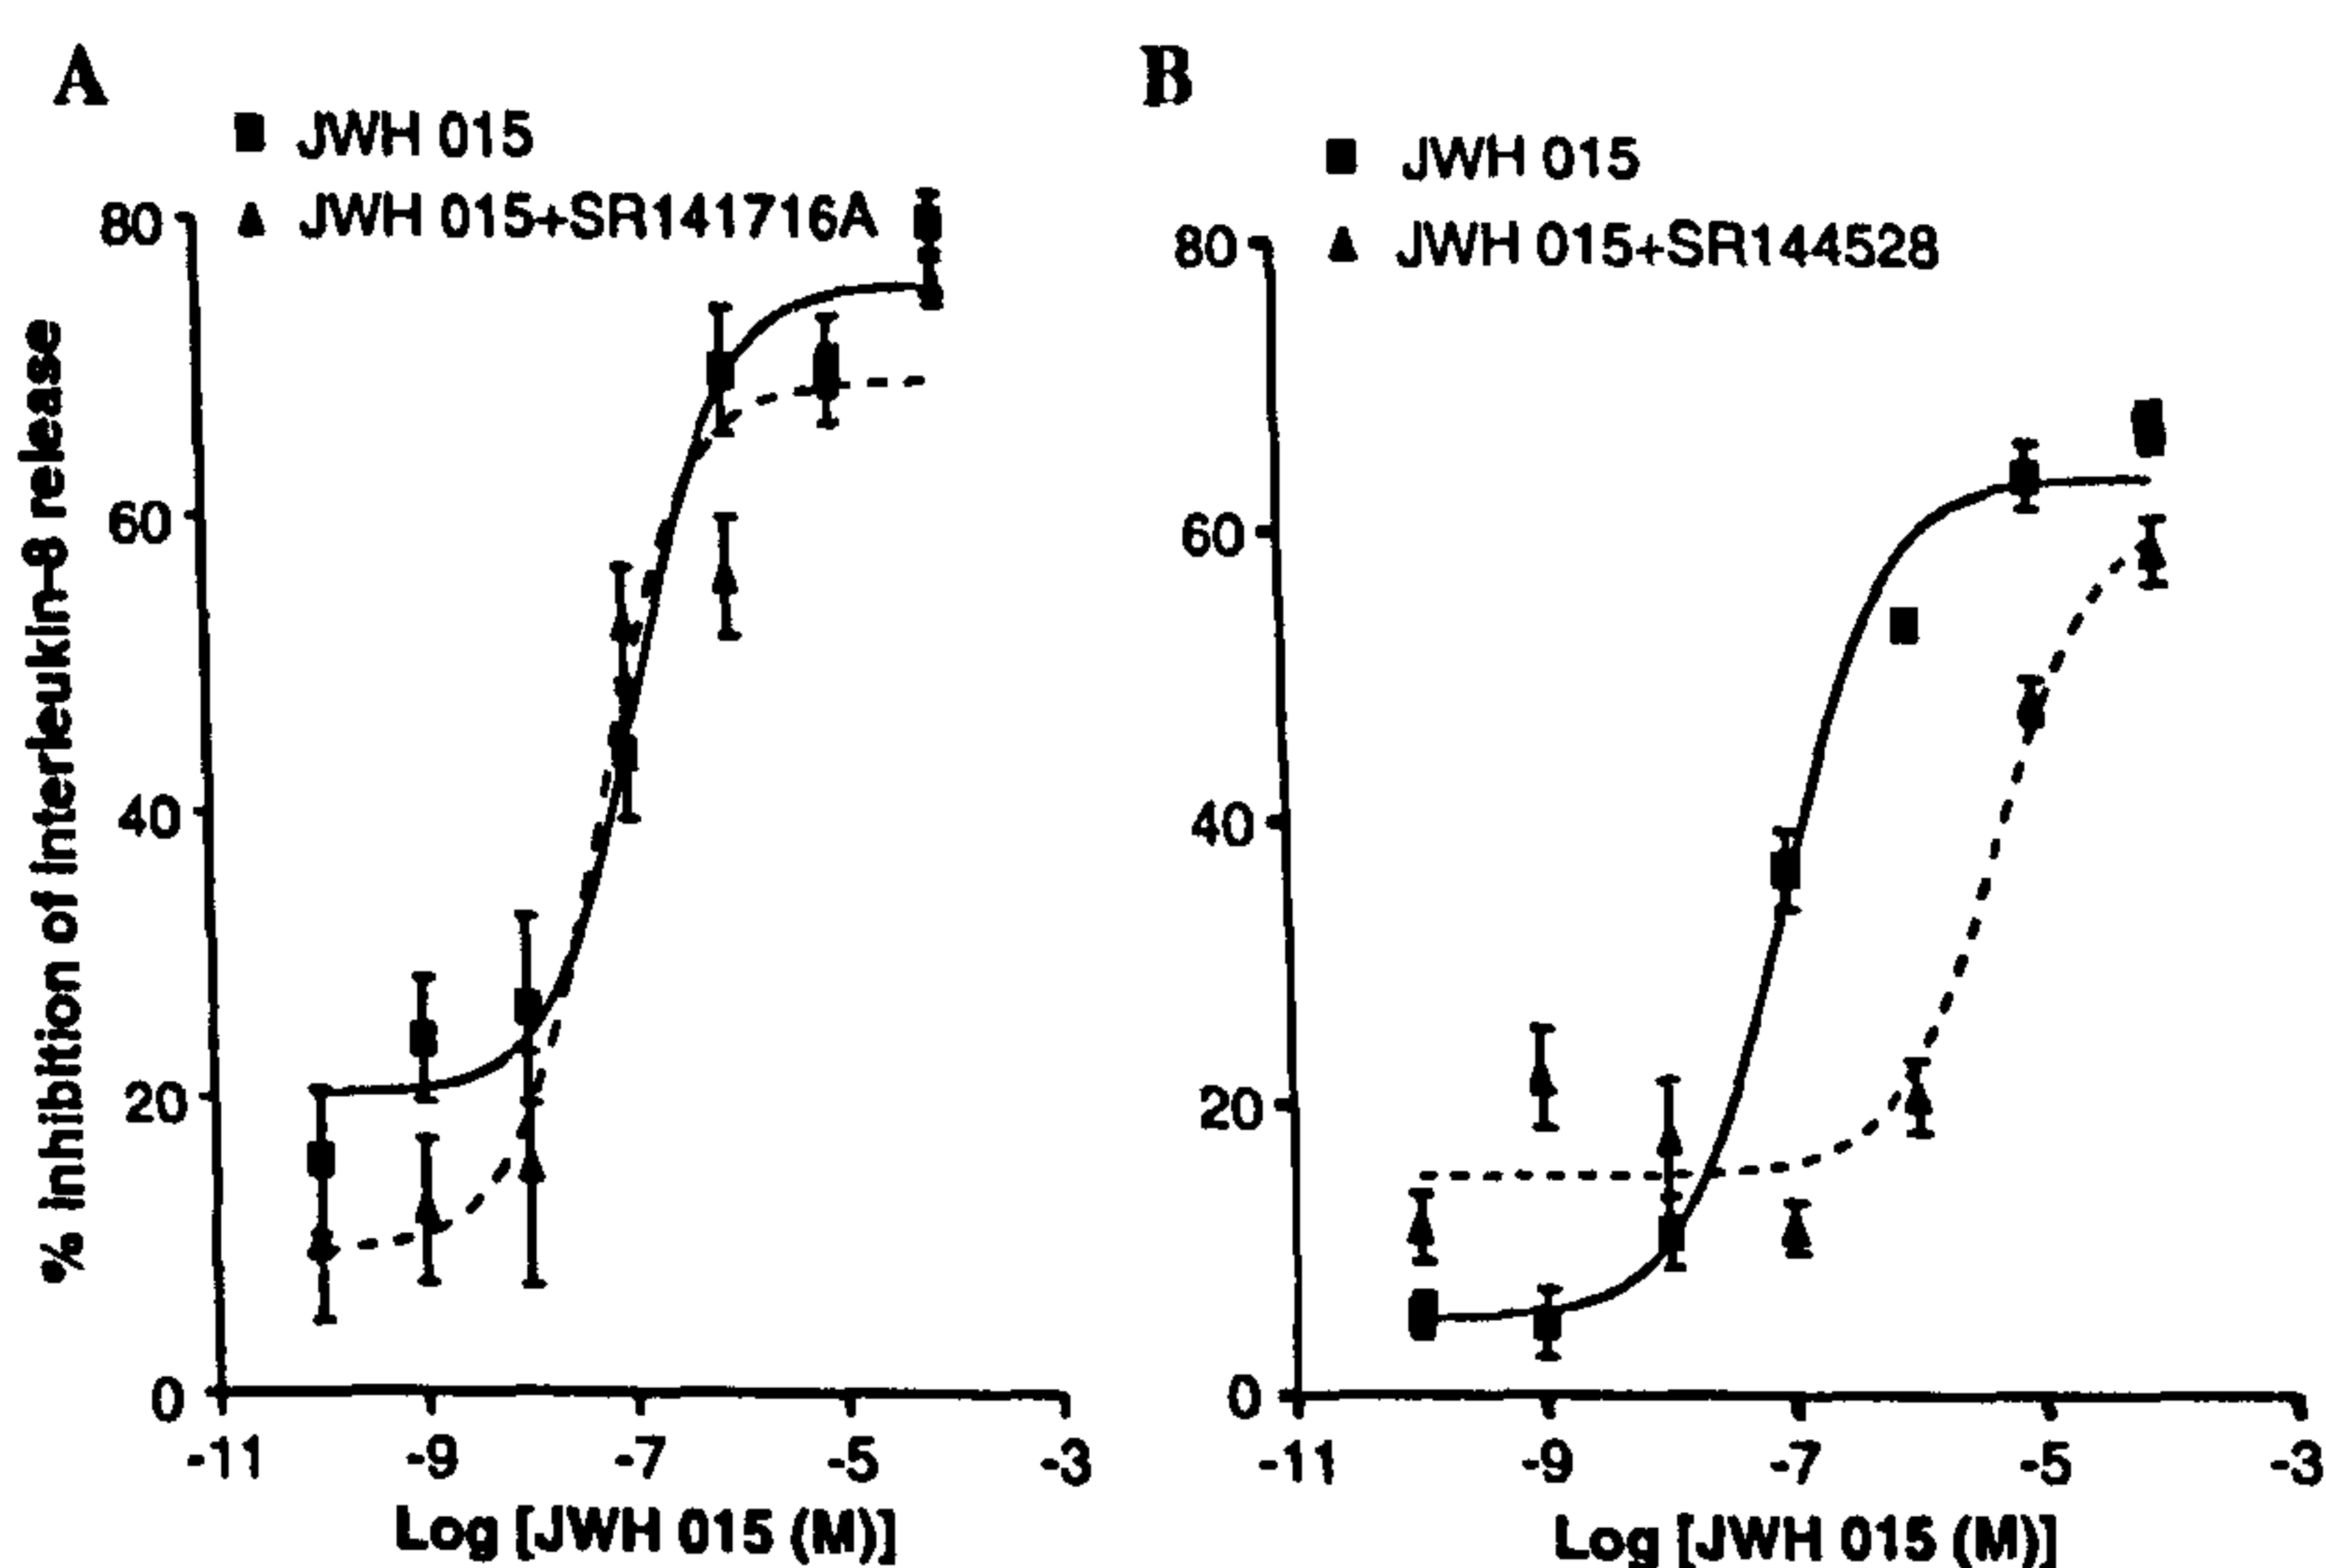 A
JWH 015
JWH 015+SR141716A
80
60
40
20
0
-11 -9 -7 -5 -3
Log [JWH 015 (M)]
% Inhibition of interleukin-8 release
B
JWH 015
JWH 015+SR144528
80
60
40
20
0
-11 -9 -7 -5 -3
Log [JWH 015 (M)]